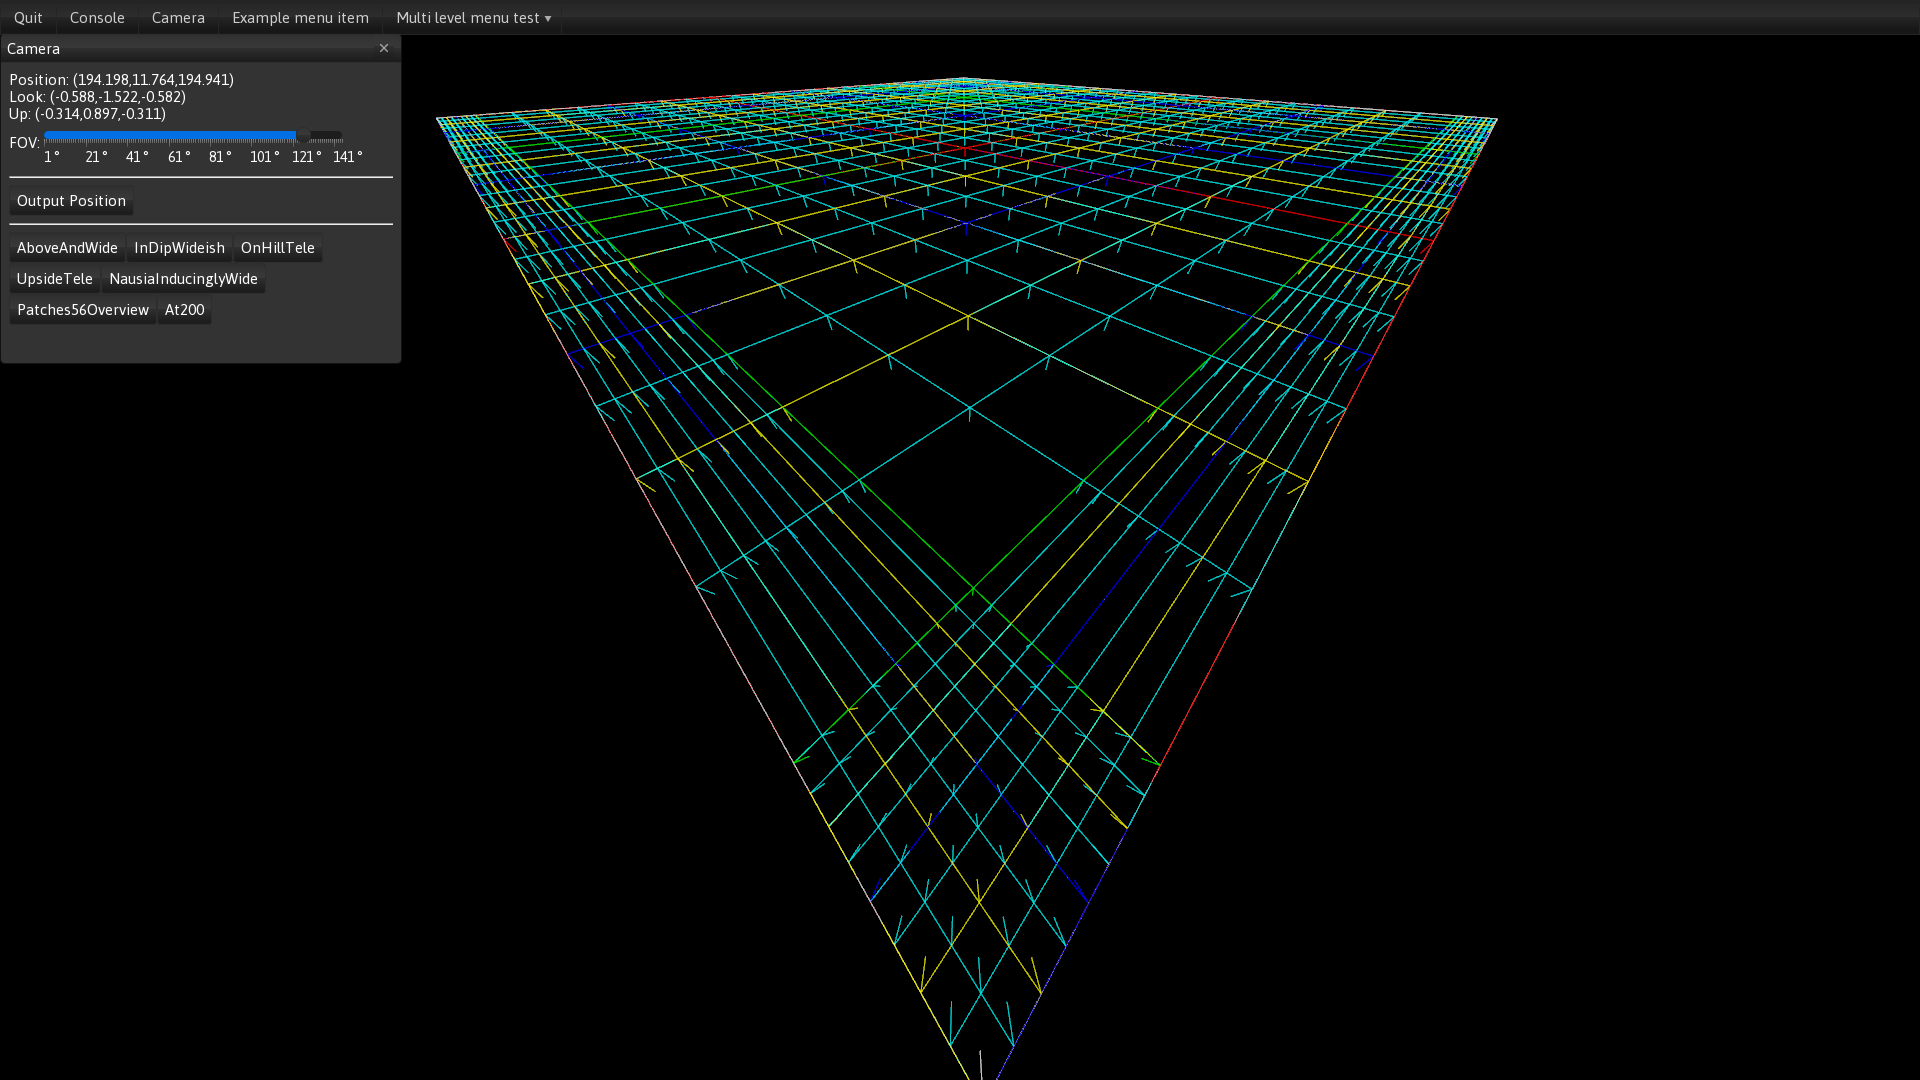 Quit Console Camera Example menu item Multi level menu test ▾
Camera ✕
Position: (194.198,11.764,194.941)
Look: (-0.588,-1.522,-0.582)
Up: (-0.314,0.897,-0.311)
FOV:
1° 21° 41° 61° 81° 101° 121° 141°
Output Position
AboveAndWide InDipWideish OnHillTele
UpsideTele NausiaInducinglyWide
Patches56Overview At200